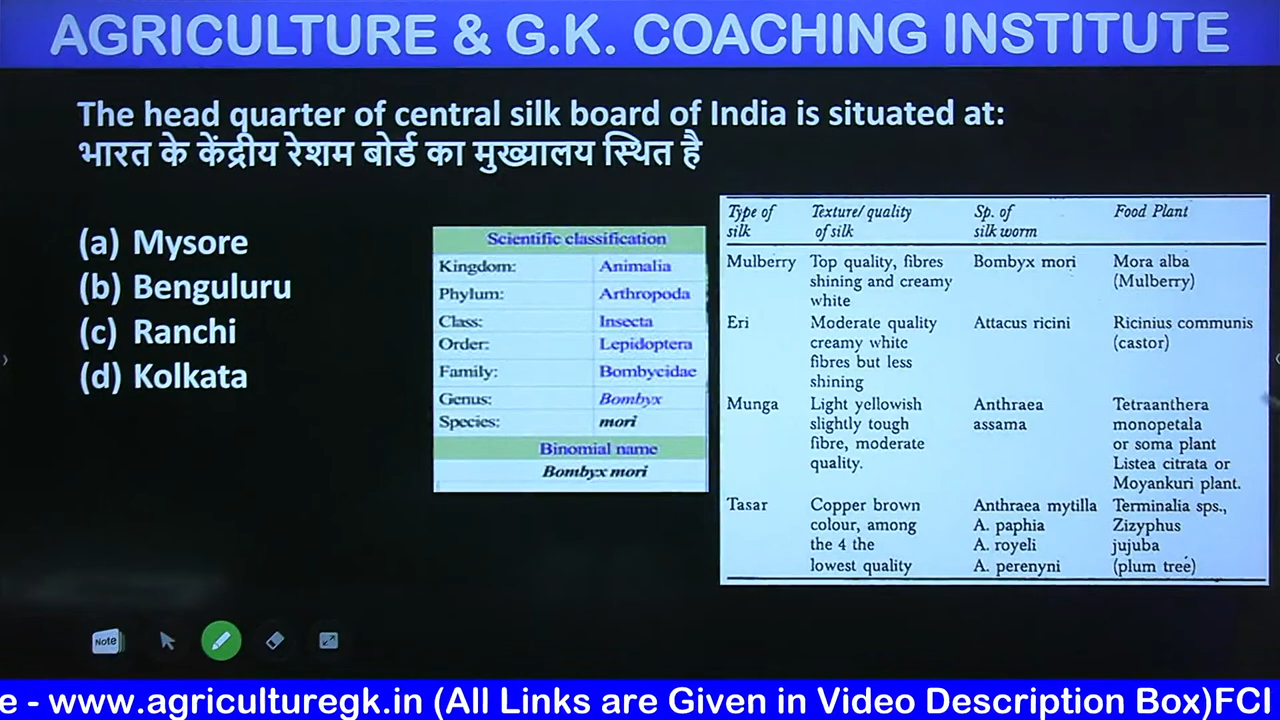 AGRICULTURE & G.K. COACHING INSTITUTE
The head quarter of central silk board of India is situated at:
भारत के केंद्रीय रेशम बोर्ड का मुख्यालय स्थित है
(a) Mysore
(b) Benguluru
(c) Ranchi
(d) Kolkata
Scientific classification
Kingdom: Animalia
Phylum: Arthropoda
Class: Insecta
Order: Lepidoptera
Family: Bombycidae
Genus: Bombyx
Species: mori
Binomial name
Bombyx mori
Type of Texture/ quality Sp. of Food Plant
silk of silk silk worm
Mulberry Top quality, fibres Bombyx mori Mora alba
shining and creamy (Mulberry)
white
Eri Moderate quality Attacus ricini Ricinius communis
creamy white (castor)
fibres but less
shining
Munga Light yellowish Anthraea Tetraanthera
slightly tough assama monopetala
fibre, moderate or soma plant
quality. Listea citrata or
Moyankuri plant.
Tasar Copper brown Anthraea mytilla Terminalia sps.,
colour, among A. paphia Zizyphus
the 4 the A. royeli jujuba
lowest quality A. perenyni (plum tree)
Note
e - www.agriculturegk.in (All Links are Given in Video Description Box)FCI